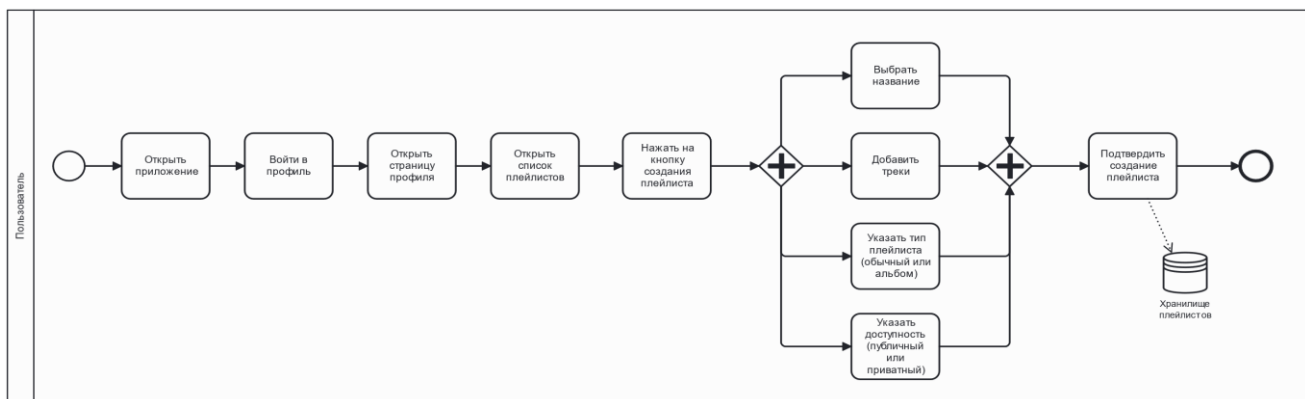 Пользователь
Открыть
приложение
Войти в
профиль
Открыть
страницу
профиля
Открыть
список
плейлистов
Нажать на
кнопку
создания
плейлиста
Выбрать
название
Добавить
треки
Указать тип
плейлиста
(обычный или
альбом)
Указать
доступность
(публичный
или
приватный)
Подтвердить
создание
плейлиста
Хранилище
плейлистов